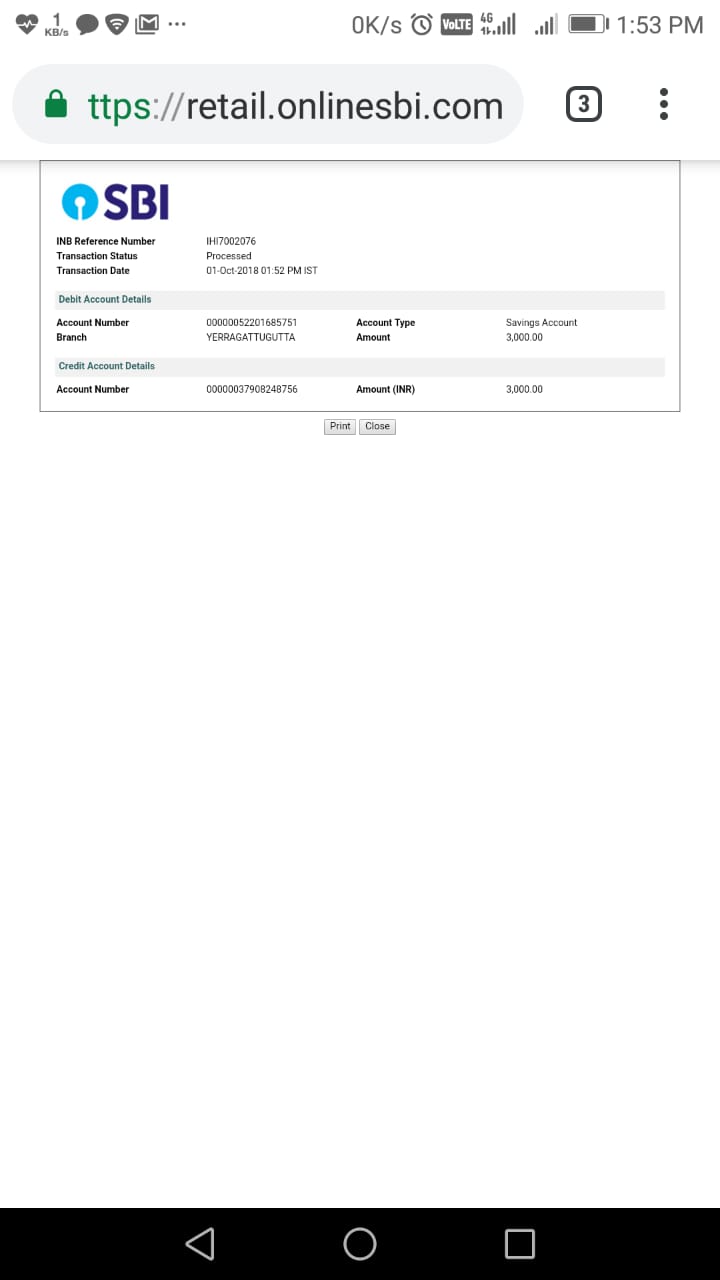 1 KB/s ... 0K/s VoLTE 4G 1:53 PM
ttps://retail.onlinesbi.com 3
SBI
INB Reference Number IHI7002076
Transaction Status Processed
Transaction Date 01-Oct-2018 01:52 PM IST
Debit Account Details
Account Number 00000052201685751 Account Type Savings Account
Branch YERRAGATTUGUTTA Amount 3,000.00
Credit Account Details
Account Number 00000037908248756 Amount (INR) 3,000.00
Print Close